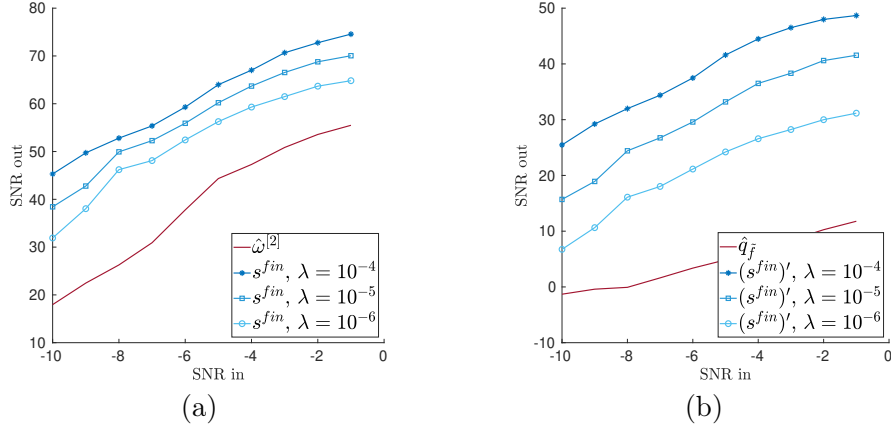 80
70
60
50
40
30
20
10
-10
-8
-6
-4
-2
0
SNR in
SNR out
ω̂^[2]
s^fin, λ = 10^-4
s^fin, λ = 10^-5
s^fin, λ = 10^-6
(a)
50
40
30
20
10
0
10
-10
-8
-6
-4
-2
0
SNR in
SNR out
q̂_f̃
(s^fin)′, λ = 10^-4
(s^fin)′, λ = 10^-5
(s^fin)′, λ = 10^-6
(b)